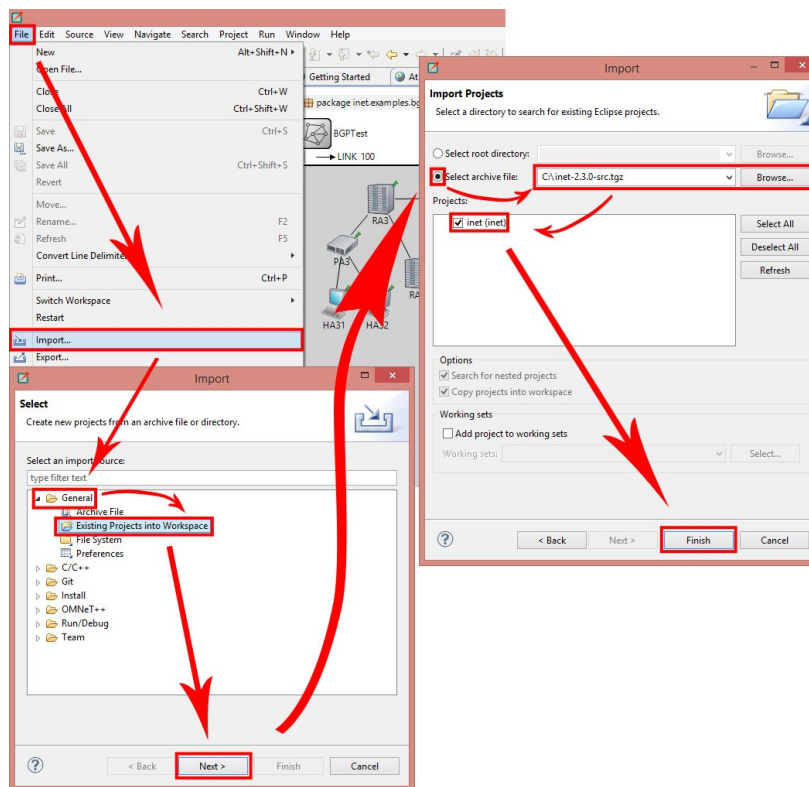 File Edit Source View Navigate Search Project Run Window Help
New Alt+Shift+N
Open File...
Close Ctrl+W
Close All Ctrl+Shift+W
Save Ctrl+S
Save As...
Save All Ctrl+Shift+S
Revert
Move...
Rename... F2
Refresh F5
Convert Line Delimite
Print... Ctrl+P
Switch Workspace
Restart
Import...
Export...
Getting Started At
package inet.examples.bg
BGPTest
LINK 100
RA3
PA3
RA
HA31 HA32
Import
Select
Create new projects from an archive file or directory.
Select an import source:
type filter text
General
Archive File
Existing Projects into Workspace
File System
Preferences
C/C++
Git
Install
OMNeT++
Run/Debug
Team
< Back Next > Finish Cancel
Import
Import Projects
Select a directory to search for existing Eclipse projects.
Select root directory: Browse...
Select archive file: C:\inet-2.3.0-src.tgz Browse...
Projects:
inet (inet) Select All
Deselect All
Refresh
Options
Search for nested projects
Copy projects into workspace
Working sets
Add project to working sets
Working sets: Select...
< Back Next > Finish Cancel